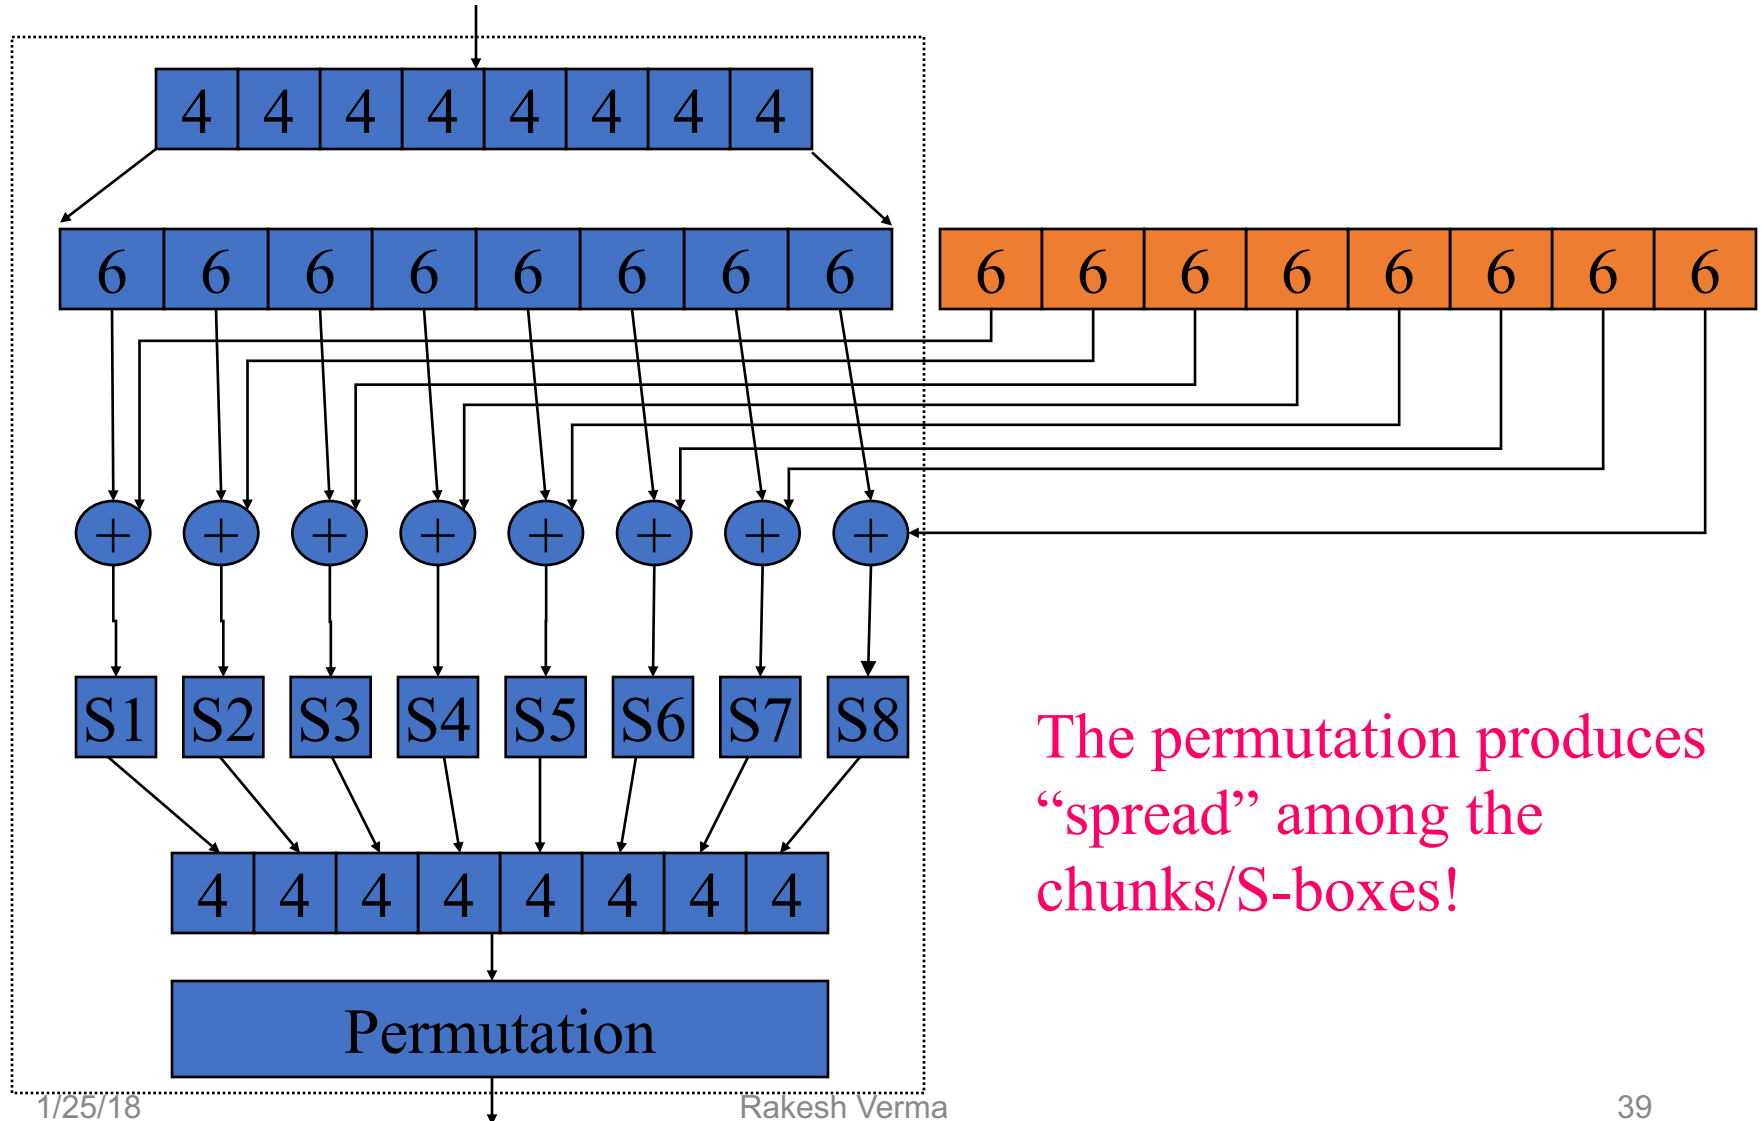 4 4 4 4 4 4 4 4
6 6 6 6 6 6 6 6 6 6 6 6 6 6 6 6
+ + + + + + + +
S1 S2 S3 S4 S5 S6 S7 S8
The permutation produces
“spread” among the
chunks/S-boxes!
4 4 4 4 4 4 4 4
Permutation
1/25/18 Rakesh Verma 39